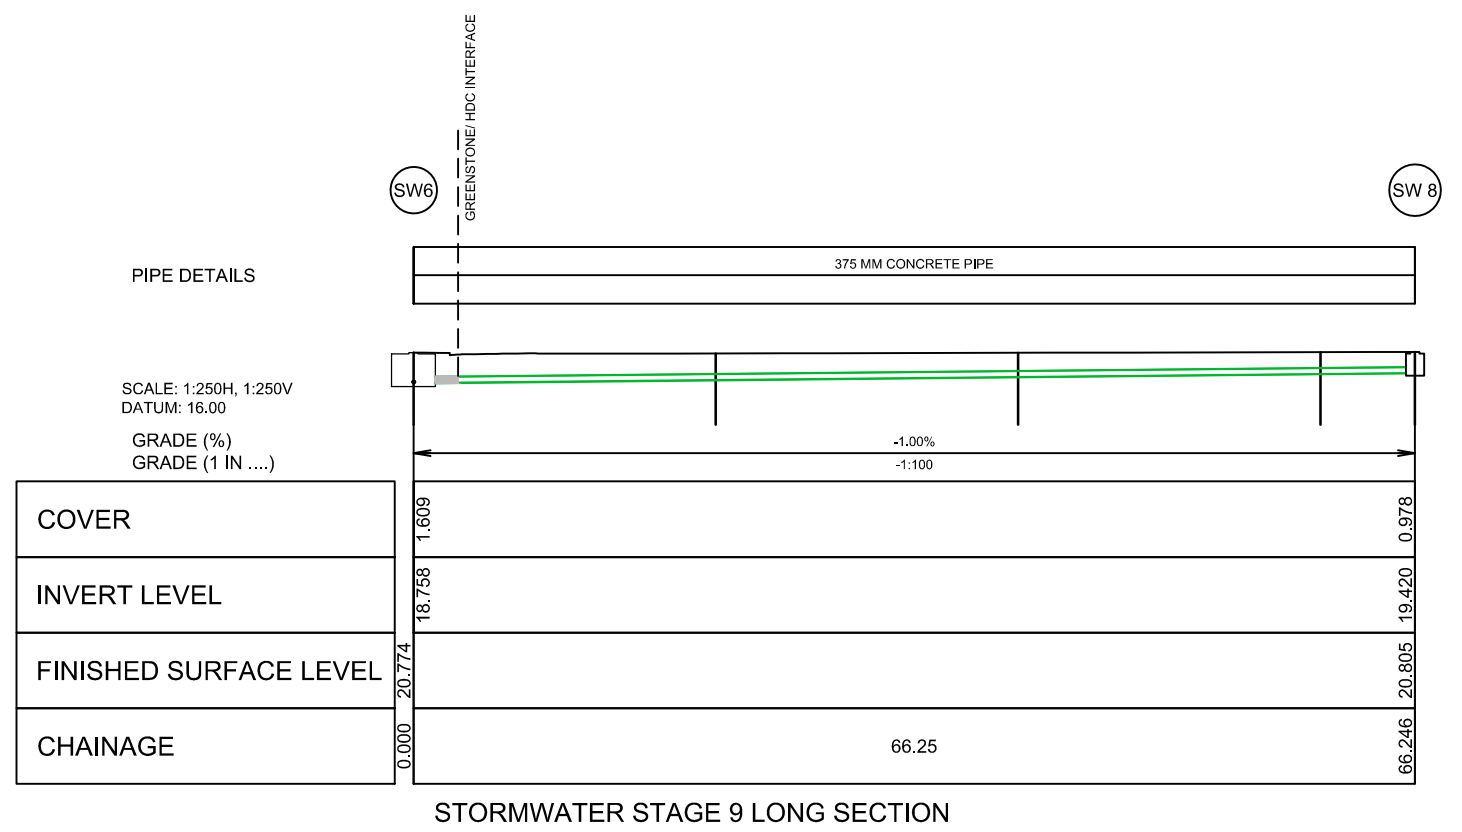 GREENSTONE/ HDC INTERFACE
SW6
SW 8
PIPE DETAILS
375 MM CONCRETE PIPE
SCALE: 1:250H, 1:250V
DATUM: 16.00
GRADE (%)
-1.00%
GRADE (1 IN ....)
-1:100
COVER
1.609
0.978
INVERT LEVEL
18.758
19.420
FINISHED SURFACE LEVEL
20.774
20.805
CHAINAGE
0.000
66.25
66.246
STORMWATER STAGE 9 LONG SECTION